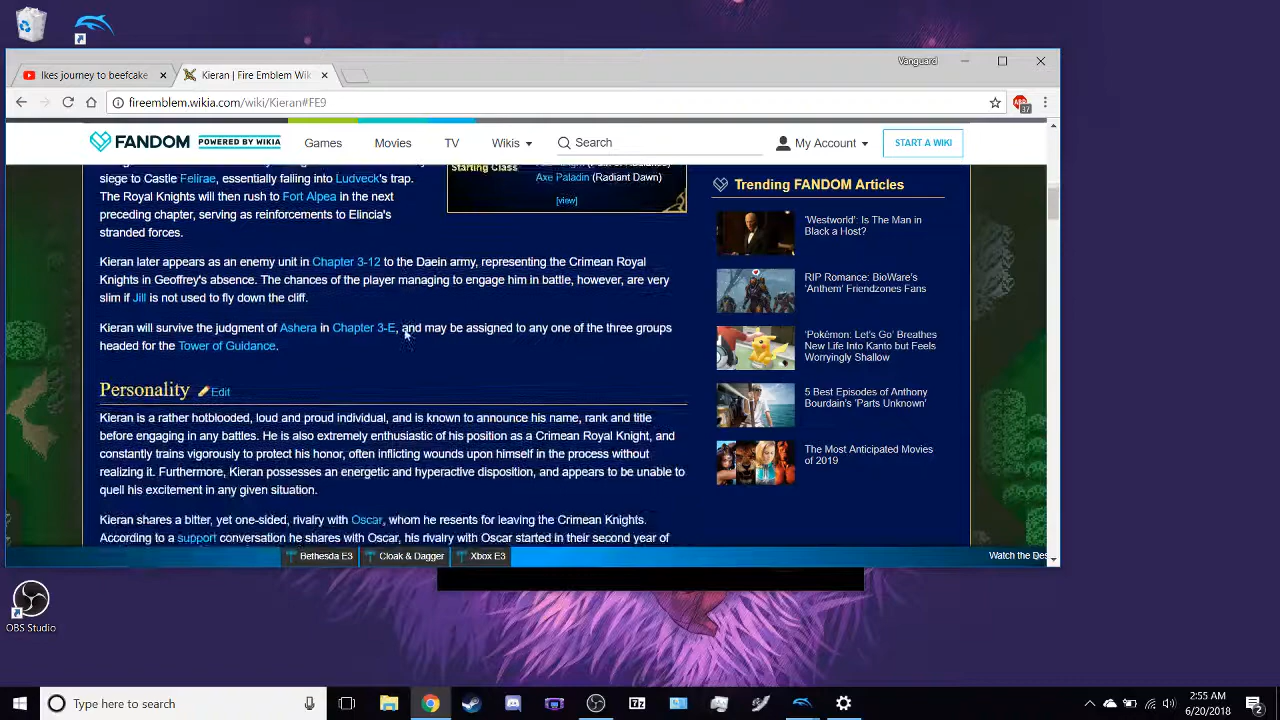 Vanguard
Ikes journey to beefcake
Kieran | Fire Emblem Wik
fireemblem.wikia.com/wiki/Kieran#FE9
37
FANDOM POWERED BY WIKIA
Games Movies TV Wikis Search My Account START A WIKI
siege to Castle Felirae, essentially falling into Ludveck's trap.
The Royal Knights will then rush to Fort Alpea in the next
preceding chapter, serving as reinforcements to Elincia's
stranded forces.
Starting Class
Axe Paladin (Radiant Dawn)
[view]
Kieran later appears as an enemy unit in Chapter 3-12 to the Daein army, representing the Crimean Royal
Knights in Geoffrey's absence. The chances of the player managing to engage him in battle, however, are very
slim if Jill is not used to fly down the cliff.
Kieran will survive the judgment of Ashera in Chapter 3-E, and may be assigned to any one of the three groups
headed for the Tower of Guidance.
Personality Edit
Kieran is a rather hotblooded, loud and proud individual, and is known to announce his name, rank and title
before engaging in any battles. He is also extremely enthusiastic of his position as a Crimean Royal Knight, and
constantly trains vigorously to protect his honor, often inflicting wounds upon himself in the process without
realizing it. Furthermore, Kieran possesses an energetic and hyperactive disposition, and appears to be unable to
quell his excitement in any given situation.
Kieran shares a bitter, yet one-sided, rivalry with Oscar, whom he resents for leaving the Crimean Knights.
According to a support conversation he shares with Oscar, his rivalry with Oscar started in their second year of
Trending FANDOM Articles
'Westworld': Is The Man in
Black a Host?
RIP Romance: BioWare's
'Anthem' Friendzones Fans
'Pokémon: Let's Go' Breathes
New Life Into Kanto but Feels
Worryingly Shallow
5 Best Episodes of Anthony
Bourdain's 'Parts Unknown'
The Most Anticipated Movies
of 2019
Bethesda E3 Cloak & Dagger Xbox E3 Watch the Des
OBS Studio
Type here to search
2:55 AM
6/20/2018
2